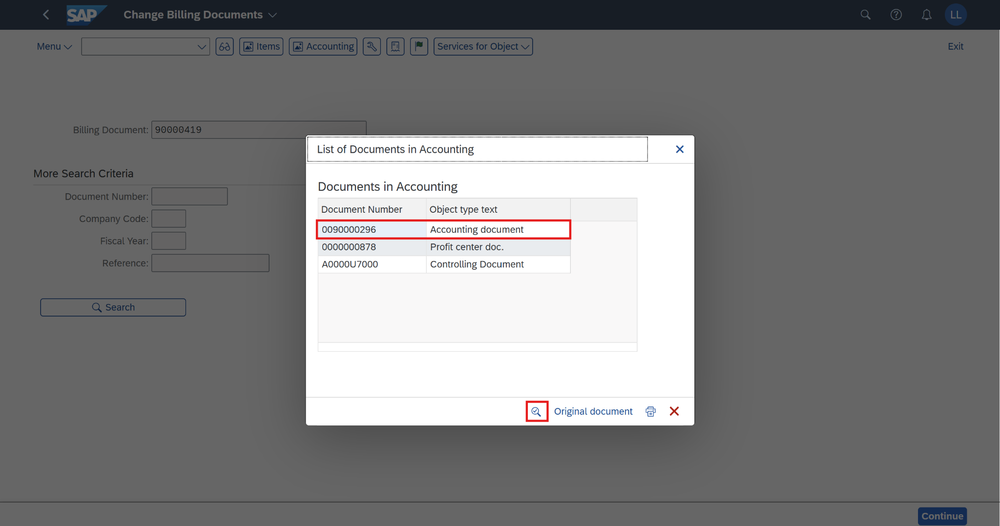 SAP Change Billing Documents LL
Menu Items Accounting Services for Object Exit
Billing Document: 90000419
List of Documents in Accounting
More Search Criteria
Document Number:
Company Code:
Fiscal Year:
Reference:
Search
Documents in Accounting
Document Number Object type text
0090000296 Accounting document
0000000878 Profit center doc.
A0000U7000 Controlling Document
Original document
Continue